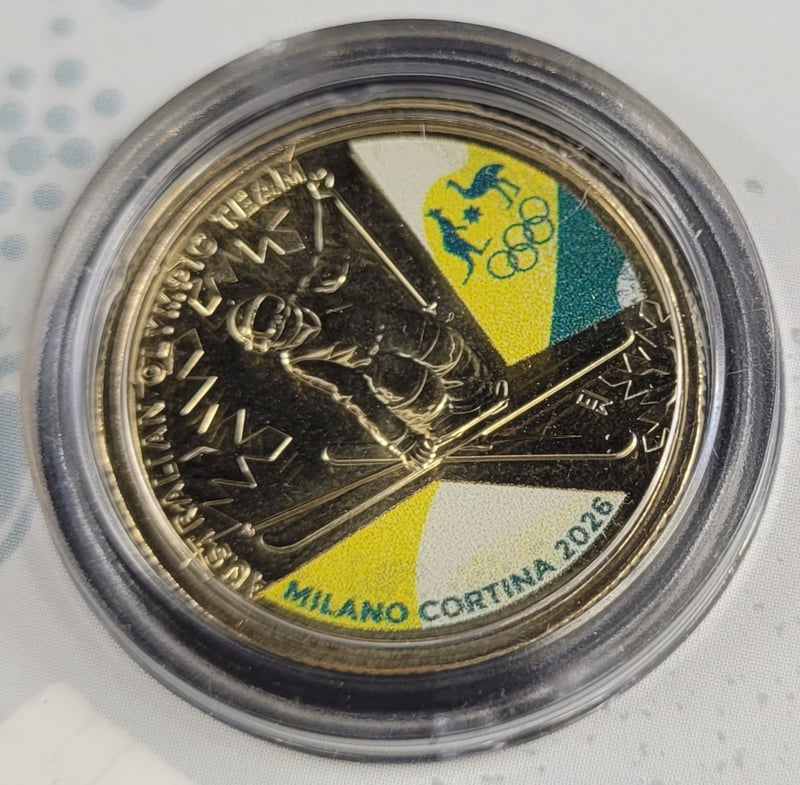 AUSTRALIAN OLYMPIC TEAM
MILANO CORTINA 2026